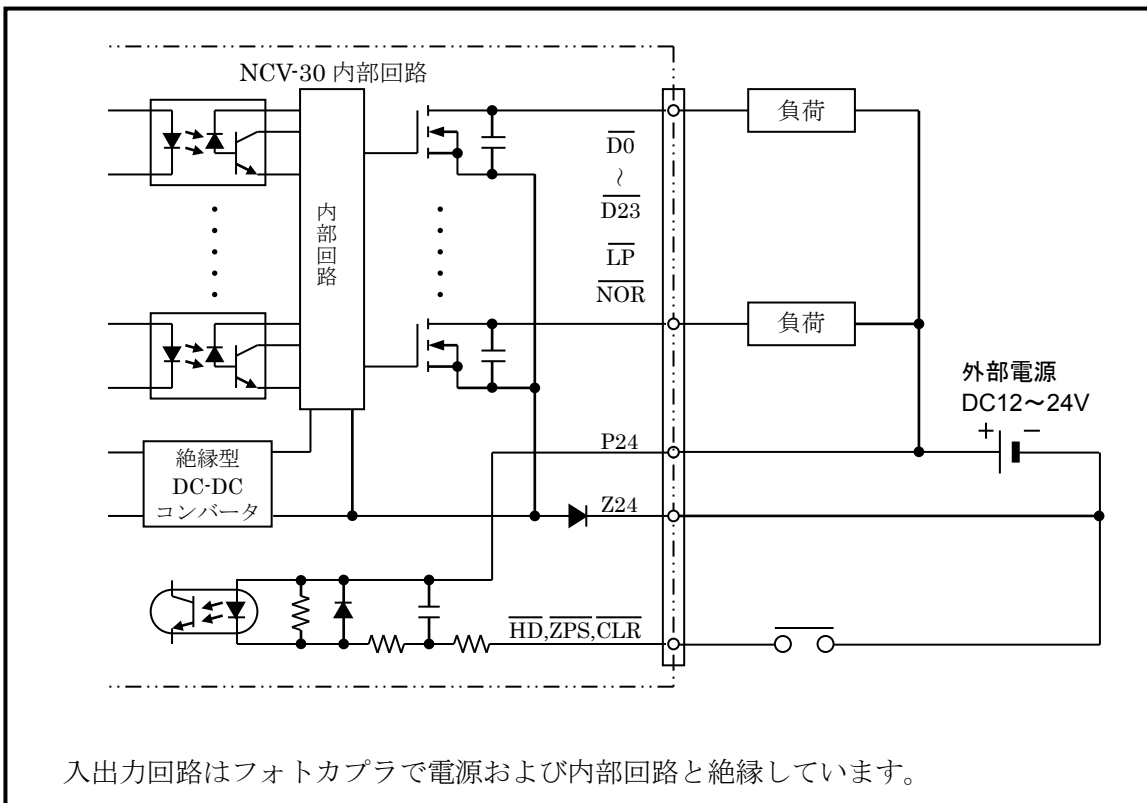 NCV-30 内部回路
内部回路
D0
~
D23
LP
NOR
負荷
負荷
外部電源
DC12～24V
+ −
P24
絶縁型
DC-DC
コンバータ
Z24
HD,ZPS,CLR
入出力回路はフォトカプラで電源および内部回路と絶縁しています。